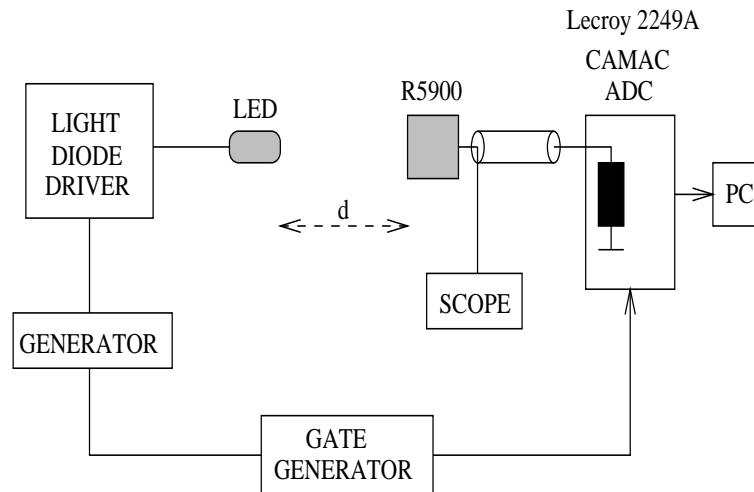 Lecroy 2249A
CAMAC
ADC
R5900
LED
LIGHT
DIODE
DRIVER
PC
d
SCOPE
GENERATOR
GATE
GENERATOR